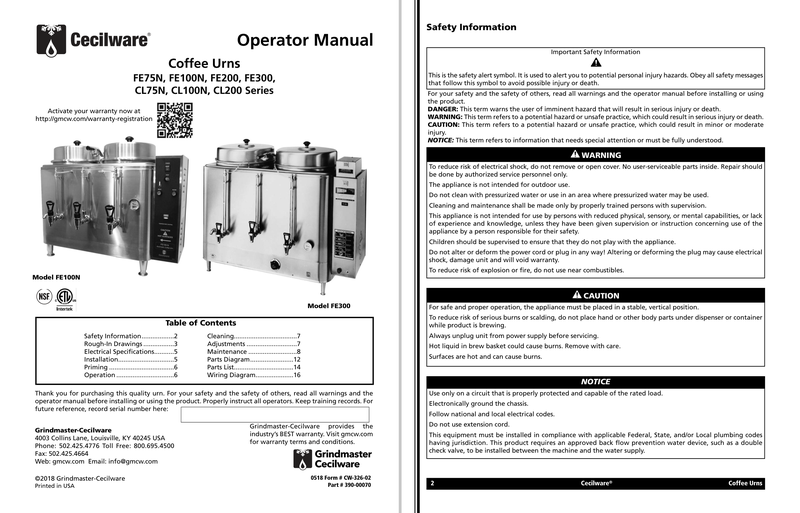 Cecilware®
Operator Manual
Coffee Urns
FE75N, FE100N, FE200, FE300,
CL75N, CL100N, CL200 Series
Activate your warranty now at
http://gmcw.com/warranty-registration
Model FE100N
NSF
Intertek
Model FE300
Table of Contents
Safety Information.................2
Rough-In Drawings................3
Electrical Specifications..........5
Installation............................5
Priming.................................6
Operation..............................6
Cleaning................................7
Adjustments..........................7
Maintenance.........................8
Parts Diagram......................12
Parts List..............................14
Wiring Diagram...................16
Thank you for purchasing this quality urn. For your safety and the safety of others, read all warnings and the
operator manual before installing or using the product. Properly instruct all operators. Keep training records. For
future reference, record serial number here:
Grindmaster-Cecilware
4003 Collins Lane, Louisville, KY 40245 USA
Phone: 502.425.4776 Toll Free: 800.695.4500
Fax: 502.425.4664
Web: gmcw.com Email: info@gmcw.com
©2018 Grindmaster-Cecilware
Printed in USA
Grindmaster-Cecilware provides the
industry's BEST warranty. Visit gmcw.com
for warranty terms and conditions.
Grindmaster
Cecilware
0518 Form # CW-326-02
Part # 390-00070
Safety Information
Important Safety Information
This is the safety alert symbol. It is used to alert you to potential personal injury hazards. Obey all safety messages
that follow this symbol to avoid possible injury or death.
For your safety and the safety of others, read all warnings and the operator manual before installing or using
the product.
DANGER: This term warns the user of imminent hazard that will result in serious injury or death.
WARNING: This term refers to a potential hazard or unsafe practice, which could result in serious injury or death.
CAUTION: This term refers to a potential hazard or unsafe practice, which could result in minor or moderate
injury.
NOTICE: This term refers to information that needs special attention or must be fully understood.
WARNING
To reduce risk of electrical shock, do not remove or open cover. No user-serviceable parts inside. Repair should
be done by authorized service personnel only.
The appliance is not intended for outdoor use.
Do not clean with pressurized water or use in an area where pressurized water may be used.
Cleaning and maintenance shall be made only by properly trained persons with supervision.
This appliance is not intended for use by persons with reduced physical, sensory, or mental capabilities, or lack
of experience and knowledge, unless they have been given supervision or instruction concerning use of the
appliance by a person responsible for their safety.
Children should be supervised to ensure that they do not play with the appliance.
Do not alter or deform the power cord or plug in any way! Altering or deforming the plug may cause electrical
shock, damage unit and will void warranty.
To reduce risk of explosion or fire, do not use near combustibles.
CAUTION
For safe and proper operation, the appliance must be placed in a stable, vertical position.
To reduce risk of serious burns or scalding, do not place hand or other body parts under dispenser or container
while product is brewing.
Always unplug unit from power supply before servicing.
Hot liquid in brew basket could cause burns. Remove with care.
Surfaces are hot and can cause burns.
NOTICE
Use only on a circuit that is properly protected and capable of the rated load.
Electronically ground the chassis.
Follow national and local electrical codes.
Do not use extension cord.
This equipment must be installed in compliance with applicable Federal, State, and/or Local plumbing codes
having jurisdiction. This product requires an approved back flow prevention water device, such as a double
check valve, to be installed between the machine and the water supply.
2 Cecilware® Coffee Urns